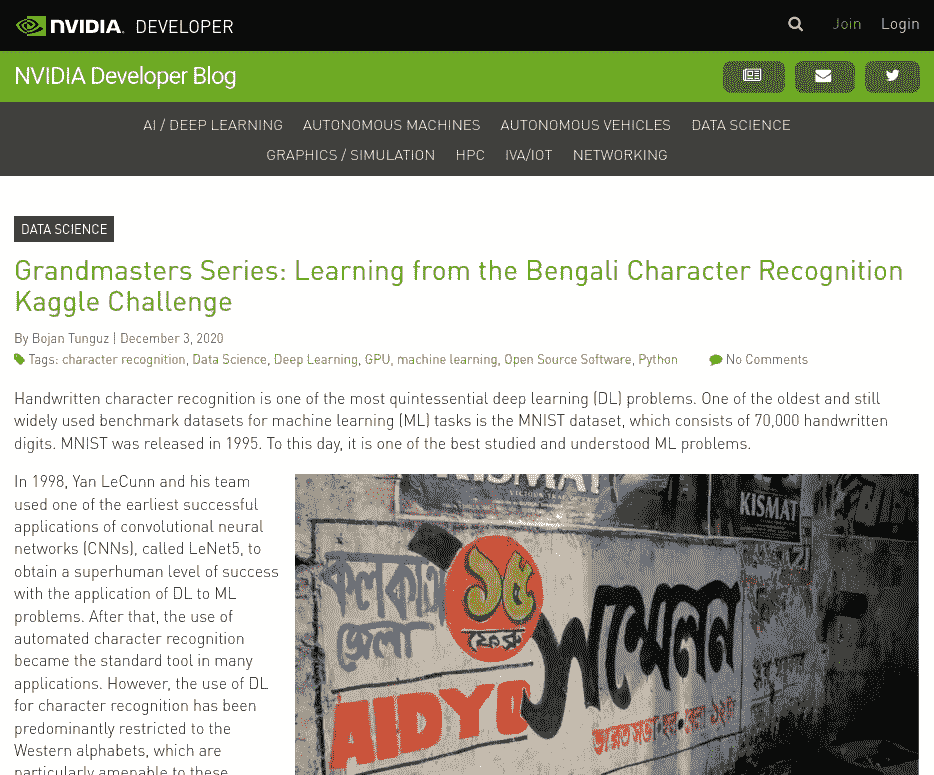 NVIDIA. DEVELOPER
Join Login
NVIDIA Developer Blog
AI / DEEP LEARNING AUTONOMOUS MACHINES AUTONOMOUS VEHICLES DATA SCIENCE
GRAPHICS / SIMULATION HPC IVA/IOT NETWORKING
DATA SCIENCE
Grandmasters Series: Learning from the Bengali Character Recognition
Kaggle Challenge
By Bojan Tunguz | December 3, 2020
Tags: character recognition, Data Science, Deep Learning, GPU, machine learning, Open Source Software, Python No Comments
Handwritten character recognition is one of the most quintessential deep learning (DL) problems. One of the oldest and still
widely used benchmark datasets for machine learning (ML) tasks is the MNIST dataset, which consists of 70,000 handwritten
digits. MNIST was released in 1995. To this day, it is one of the best studied and understood ML problems.
In 1998, Yan LeCunn and his team
used one of the earliest successful
applications of convolutional neural
networks (CNNs), called LeNet5, to
obtain a superhuman level of success
with the application of DL to ML
problems. After that, the use of
automated character recognition
became the standard tool in many
applications. However, the use of DL
for character recognition has been
predominantly restricted to the
Western alphabets, which are
particularly amenable to these
KISMAT
KISMAT
কলকাতা
জেলা
১৫
ফেব্রু
সম্মেলন
AIDYO